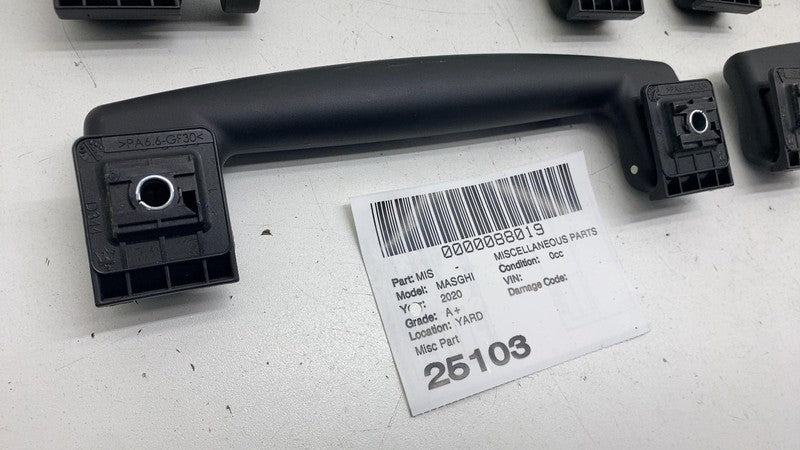 >PA6.6-GF30<
0000088019
Part: MIS - MISCELLANEOUS PARTS
Model: MASGHI Condition: 0cc
Year: 2020 VIN:
Grade: A+ Damage Code:
Location: YARD
Misc Part
25103